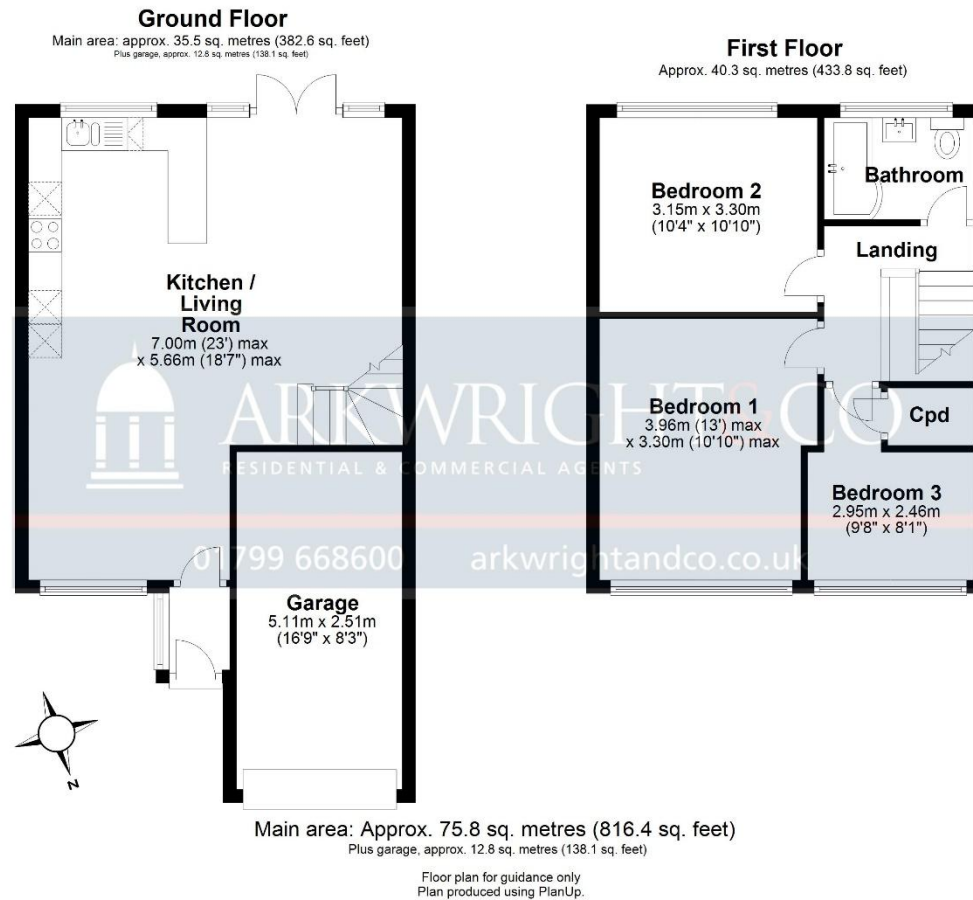 Ground Floor
Main area: approx. 35.5 sq. metres (382.6 sq. feet)
Plus garage, approx. 12.8 sq. metres (138.1 sq. feet)
Kitchen /
Living
Room
7.00m (23') max
x 5.66m (18'7") max
Garage
5.11m x 2.51m
(16'9" x 8'3")
First Floor
Approx. 40.3 sq. metres (433.8 sq. feet)
Bedroom 2
3.15m x 3.30m
(10'4" x 10'10")
Bathroom
Landing
Bedroom 1
3.96m (13') max
x 3.30m (10'10") max
Cpd
Bedroom 3
2.95m x 2.46m
(9'8" x 8'1")
ARKWRIGHT&CO
RESIDENTIAL & COMMERCIAL AGENTS
01799 668600 arkwrightandco.co.uk
N
Main area: Approx. 75.8 sq. metres (816.4 sq. feet)
Plus garage, approx. 12.8 sq. metres (138.1 sq. feet)
Floor plan for guidance only
Plan produced using PlanUp.